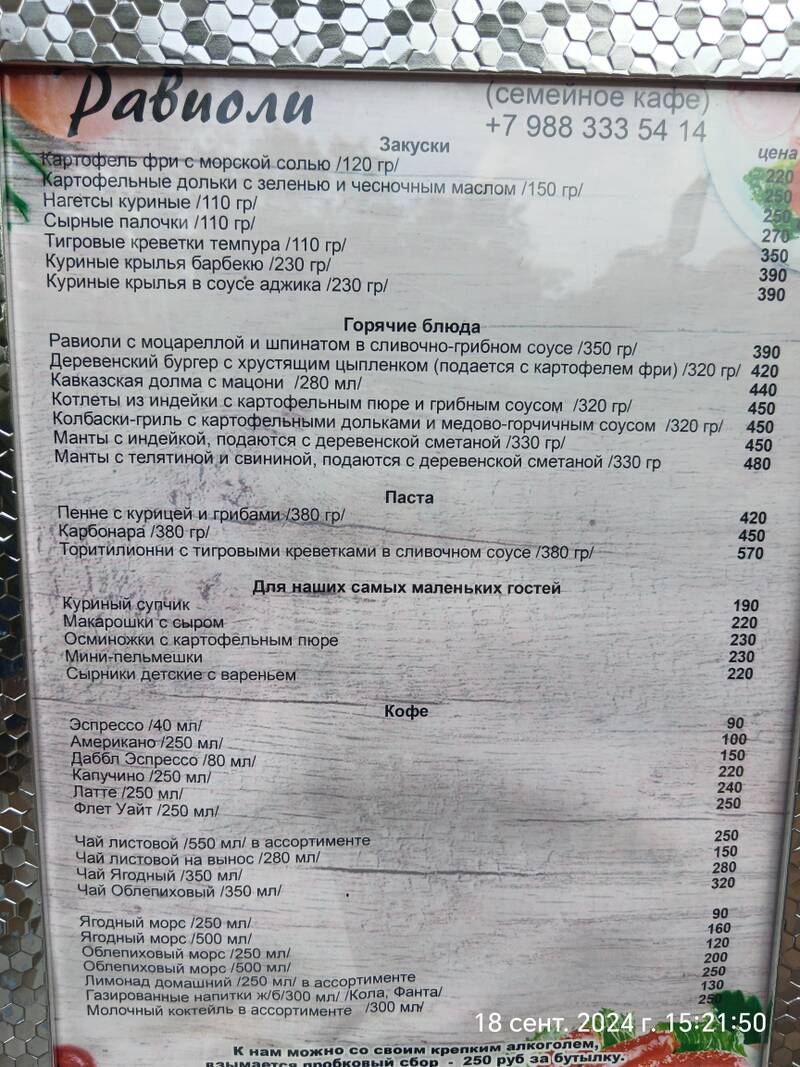 Равиоли
(семейное кафе)
+7 988 333 54 14
Закуски
цена
Картофель фри с морской солью /120 гр/ 220
Картофельные дольки с зеленью и чесночным маслом /150 гр/ 250
Нагетсы куриные /110 гр/ 250
Сырные палочки /110 гр/ 270
Тигровые креветки темпура /110 гр/ 350
Куриные крылья барбекю /230 гр/ 390
Куриные крылья в соусе аджика /230 гр/ 390
Горячие блюда
Равиоли с моцареллой и шпинатом в сливочно-грибном соусе /350 гр/ 390
Деревенский бургер с хрустящим цыпленком (подается с картофелем фри) /320 гр/ 420
Кавказская долма с мацони /280 мл/ 440
Котлеты из индейки с картофельным пюре и грибным соусом /320 гр/ 450
Колбаски-гриль с картофельными дольками и медово-горчичным соусом /320 гр/ 450
Манты с индейкой, подаются с деревенской сметаной /330 гр/ 450
Манты с телятиной и свининой, подаются с деревенской сметаной /330 гр 480
Паста
Пенне с курицей и грибами /380 гр/ 420
Карбонара /380 гр/ 450
Торитилионни с тигровыми креветками в сливочном соусе /380 гр/ 570
Для наших самых маленьких гостей
Куриный супчик 190
Макарошки с сыром 220
Осминожки с картофельным пюре 230
Мини-пельмешки 230
Сырники детские с вареньем 220
Кофе
Эспрессо /40 мл/ 90
Американо /250 мл/ 100
Даббл Эспрессо /80 мл/ 150
Капучино /250 мл/ 220
Латте /250 мл/ 240
Флет Уайт /250 мл/ 250
Чай листовой /550 мл/ в ассортименте 250
Чай листовой на вынос /280 мл/ 150
Чай Ягодный /350 мл/ 280
Чай Облепиховый /350 мл/ 320
Ягодный морс /250 мл/ 90
Ягодный морс /500 мл/ 160
Облепиховый морс /250 мл/ 120
Облепиховый морс /500 мл/ 200
Лимонад домашний /250 мл/ в ассортименте 250
Газированные напитки ж/б/300 мл/ /Кола, Фанта/ 130
Молочный коктейль в ассортименте /300 мл/ 250
18 сент. 2024 г. 15:21:50
К нам можно со своим крепким алкоголем,
взымается пробковый сбор - 250 руб за бутылку.